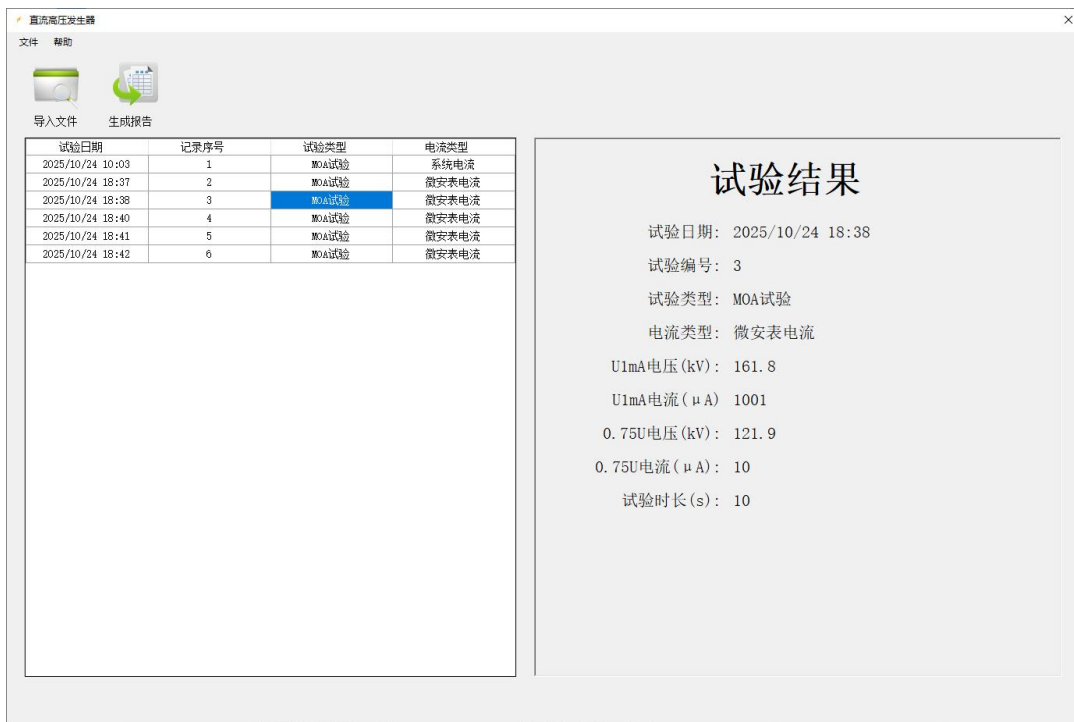 直流高压发生器
文件 帮助
导入文件 生成报告
试验日期 记录序号 试验类型 电流类型
2025/10/24 10:03 1 MOA试验 系统电流
2025/10/24 18:37 2 MOA试验 微安表电流
2025/10/24 18:38 3 MOA试验 微安表电流
2025/10/24 18:40 4 MOA试验 微安表电流
2025/10/24 18:41 5 MOA试验 微安表电流
2025/10/24 18:42 6 MOA试验 微安表电流
试验结果
试验日期: 2025/10/24 18:38
试验编号: 3
试验类型: MOA试验
电流类型: 微安表电流
U1mA电压(kV): 161.8
U1mA电流(μA) 1001
0.75U电压(kV): 121.9
0.75U电流(μA): 10
试验时长(s): 10